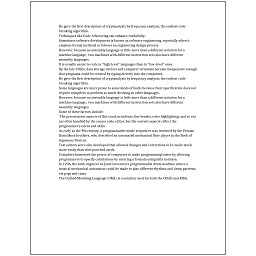 He gave the first description of cryptanalysis by frequency analysis, the earliest code-
breaking algorithm.
Techniques like Code refactoring can enhance readability.
Sometimes software development is known as software engineering, especially when it
employs formal methods or follows an engineering design process.
However, because an assembly language is little more than a different notation for a
machine language, two machines with different instruction sets also have different
assembly languages.
It is usually easier to code in "high-level" languages than in "low-level" ones.
By the late 1960s, data storage devices and computer terminals became inexpensive enough
that programs could be created by typing directly into the computers.
He gave the first description of cryptanalysis by frequency analysis, the earliest code-
breaking algorithm.
Some languages are more prone to some kinds of faults because their specification does not
require compilers to perform as much checking as other languages.
However, because an assembly language is little more than a different notation for a
machine language, two machines with different instruction sets also have different
assembly languages.
Some of these factors include:
The presentation aspects of this (such as indents, line breaks, color highlighting, and so on)
are often handled by the source code editor, but the content aspects reflect the
programmer's talent and skills.
As early as the 9th century, a programmable music sequencer was invented by the Persian
Banu Musa brothers, who described an automated mechanical flute player in the Book of
Ingenious Devices.
Text editors were also developed that allowed changes and corrections to be made much
more easily than with punched cards.
Compilers harnessed the power of computers to make programming easier by allowing
programmers to specify calculations by entering a formula using infix notation.
In 1206, the Arab engineer Al-Jazari invented a programmable drum machine where a
musical mechanical automaton could be made to play different rhythms and drum patterns,
via pegs and cams.
The Unified Modeling Language (UML) is a notation used for both the OOAD and MDA.